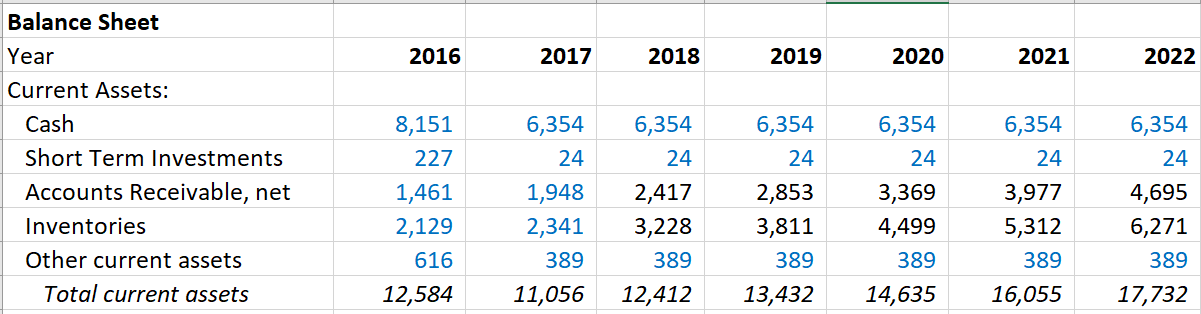 Balance Sheet
Year 2016 2017 2018 2019 2020 2021 2022
Current Assets:
Cash 8,151 6,354 6,354 6,354 6,354 6,354 6,354
Short Term Investments 227 24 24 24 24 24 24
Accounts Receivable, net 1,461 1,948 2,417 2,853 3,369 3,977 4,695
Inventories 2,129 2,341 3,228 3,811 4,499 5,312 6,271
Other current assets 616 389 389 389 389 389 389
Total current assets 12,584 11,056 12,412 13,432 14,635 16,055 17,732